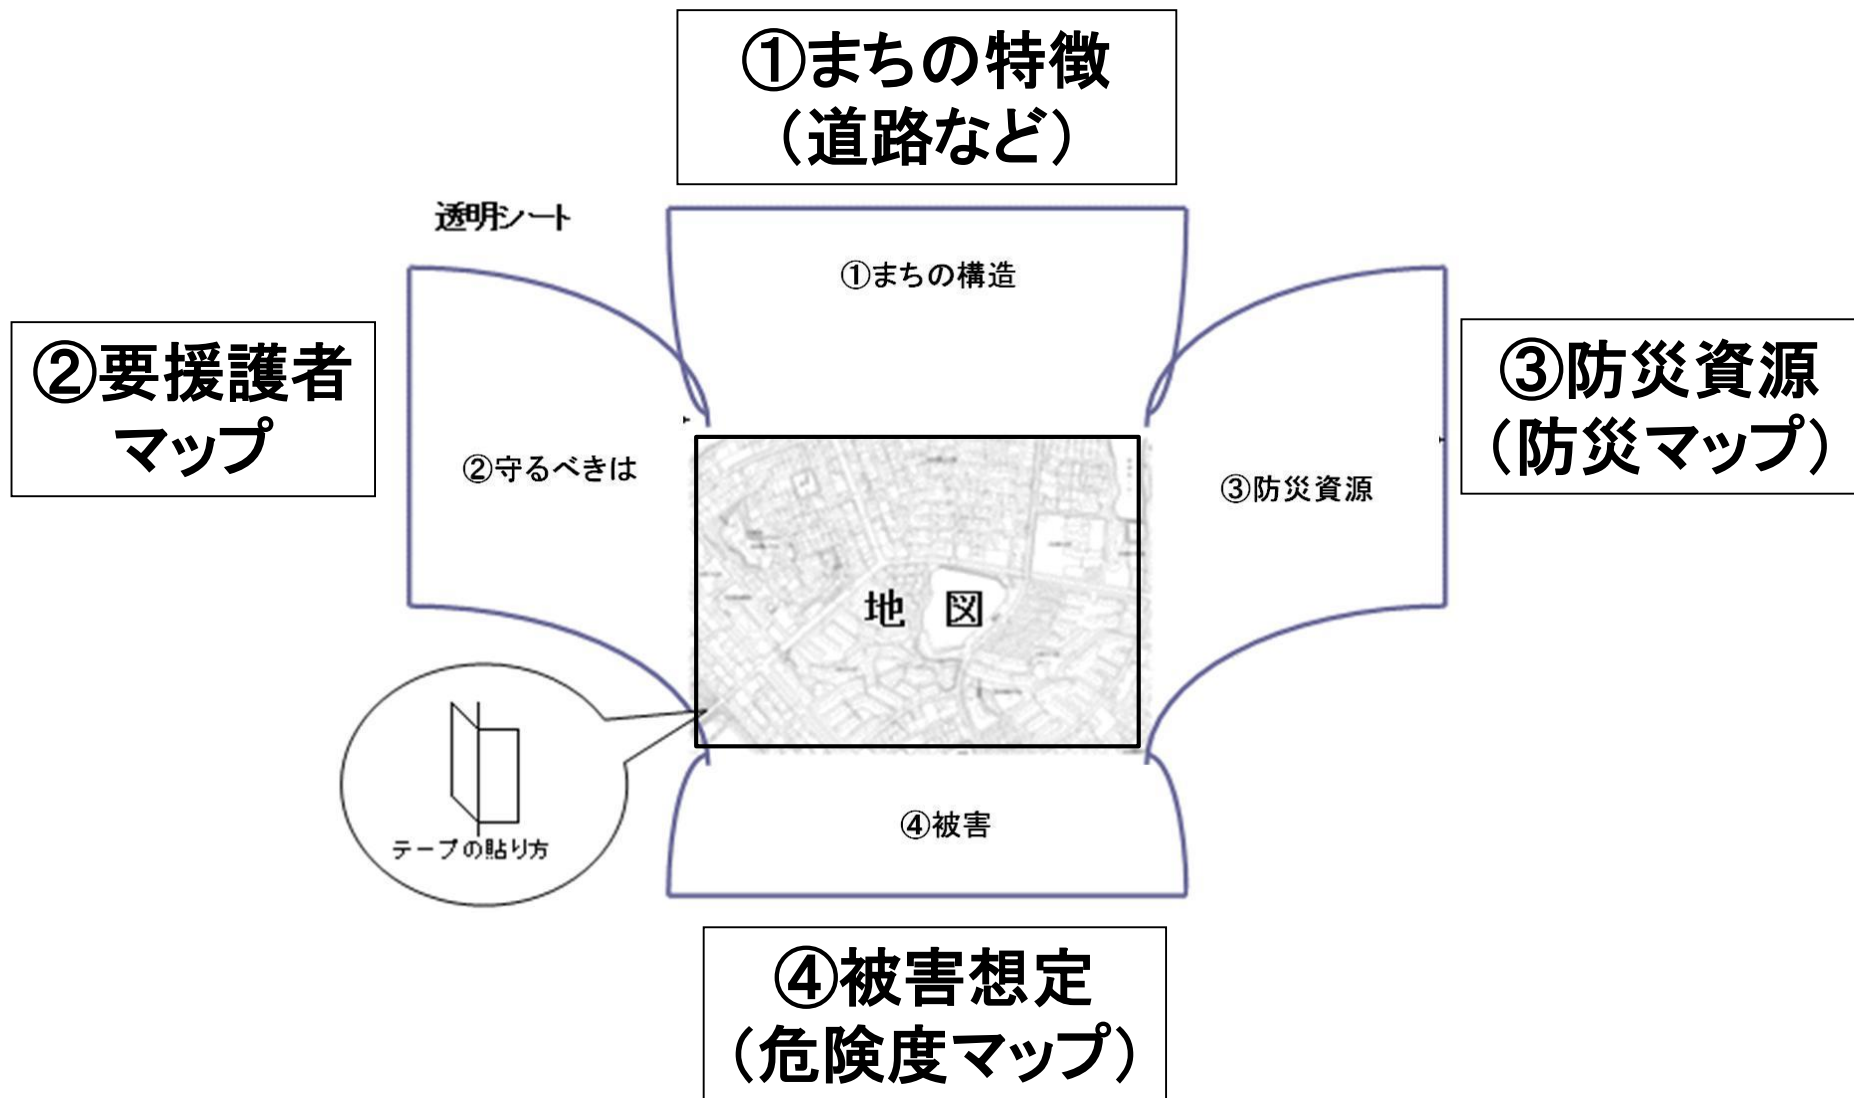 ①まちの特徴
（道路など）
透明シート
①まちの構造
②要援護者
マップ
②守るべきは
③防災資源
（防災マップ）
③防災資源
地 図
テープの貼り方
④被害
④被害想定
（危険度マップ）